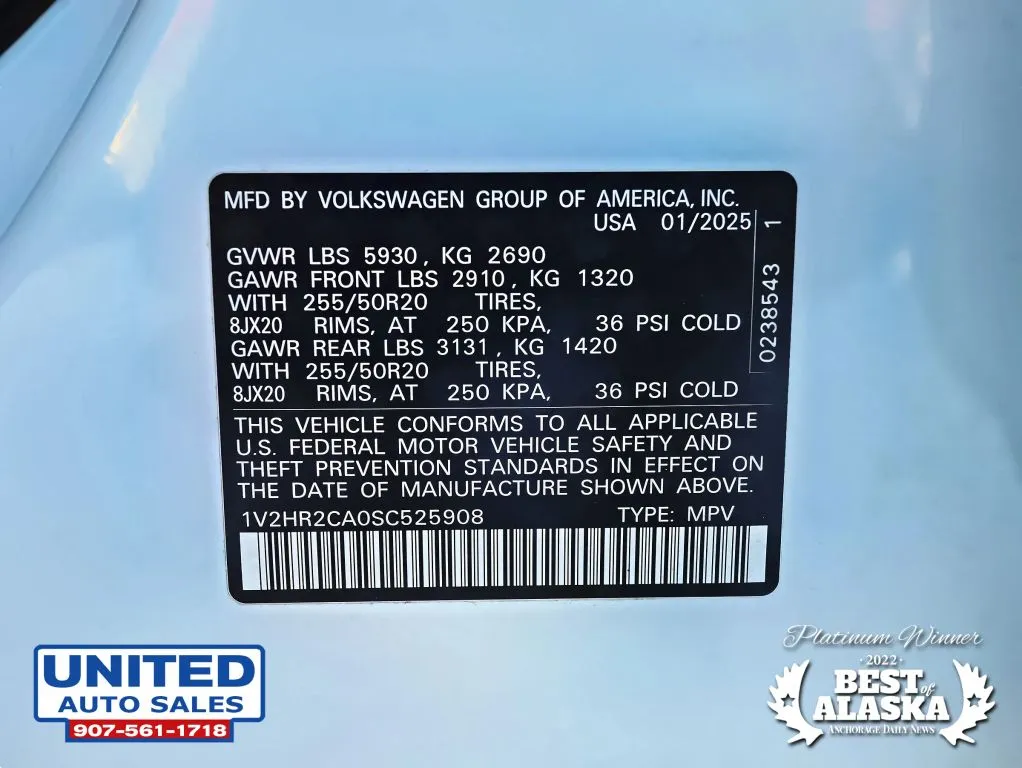 MFD BY VOLKSWAGEN GROUP OF AMERICA, INC.
USA 01/2025
GVWR LBS 5930, KG 2690
GAWR FRONT LBS 2910, KG 1320
WITH 255/50R20 TIRES,
8JX20 RIMS, AT 250 KPA, 36 PSI COLD
GAWR REAR LBS 3131, KG 1420
WITH 255/50R20 TIRES,
8JX20 RIMS, AT 250 KPA, 36 PSI COLD
0238543 1
THIS VEHICLE CONFORMS TO ALL APPLICABLE
U.S. FEDERAL MOTOR VEHICLE SAFETY AND
THEFT PREVENTION STANDARDS IN EFFECT ON
THE DATE OF MANUFACTURE SHOWN ABOVE.
1V2HR2CA0SC525908 TYPE: MPV
UNITED
AUTO SALES
907-561-1718
Platinum Winner
·2022·
BEST of
ALASKA
ANCHORAGE DAILY NEWS